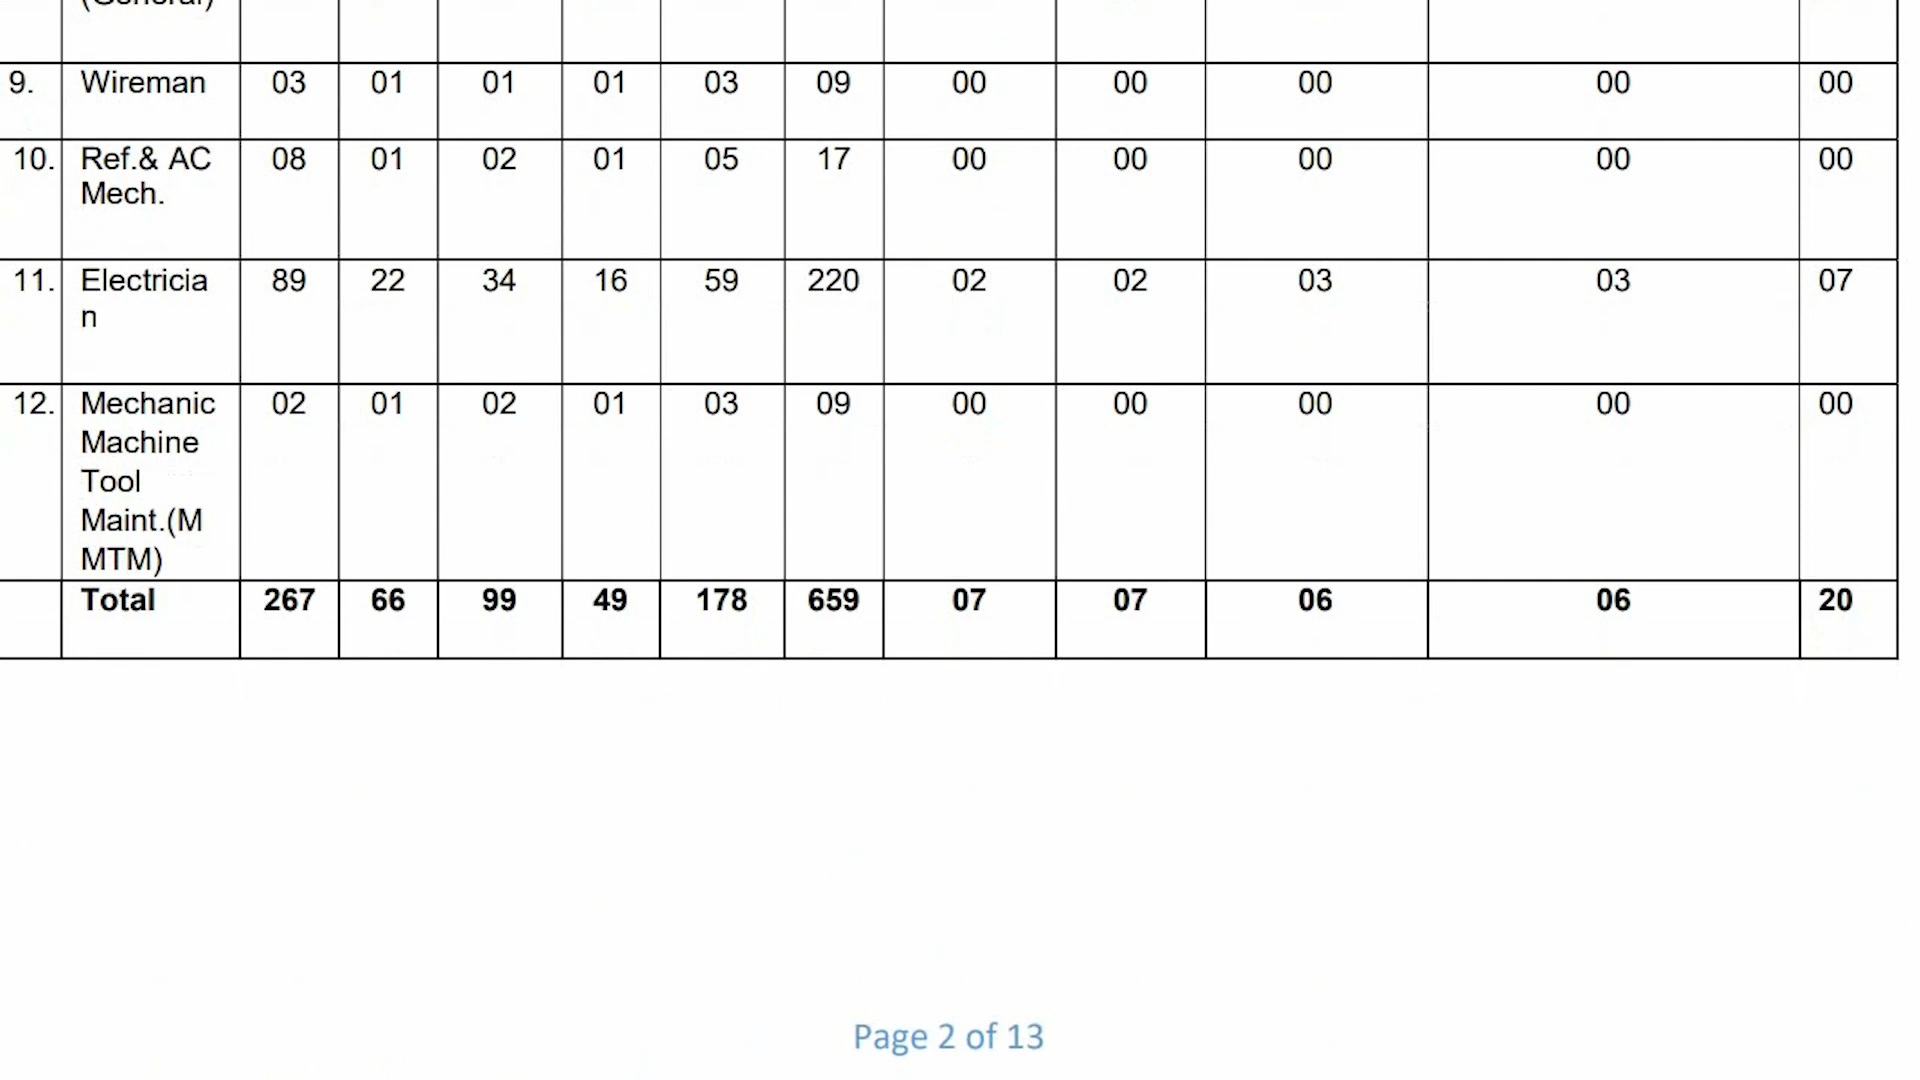 (General)
9. Wireman 03 01 01 01 03 09 00 00 00 00 00
10. Ref.& AC 08 01 02 01 05 17 00 00 00 00 00
Mech.
11. Electricia 89 22 34 16 59 220 02 02 03 03 07
n
12. Mechanic 02 01 02 01 03 09 00 00 00 00 00
Machine
Tool
Maint.(M
MTM)
Total 267 66 99 49 178 659 07 07 06 06 20
Page 2 of 13